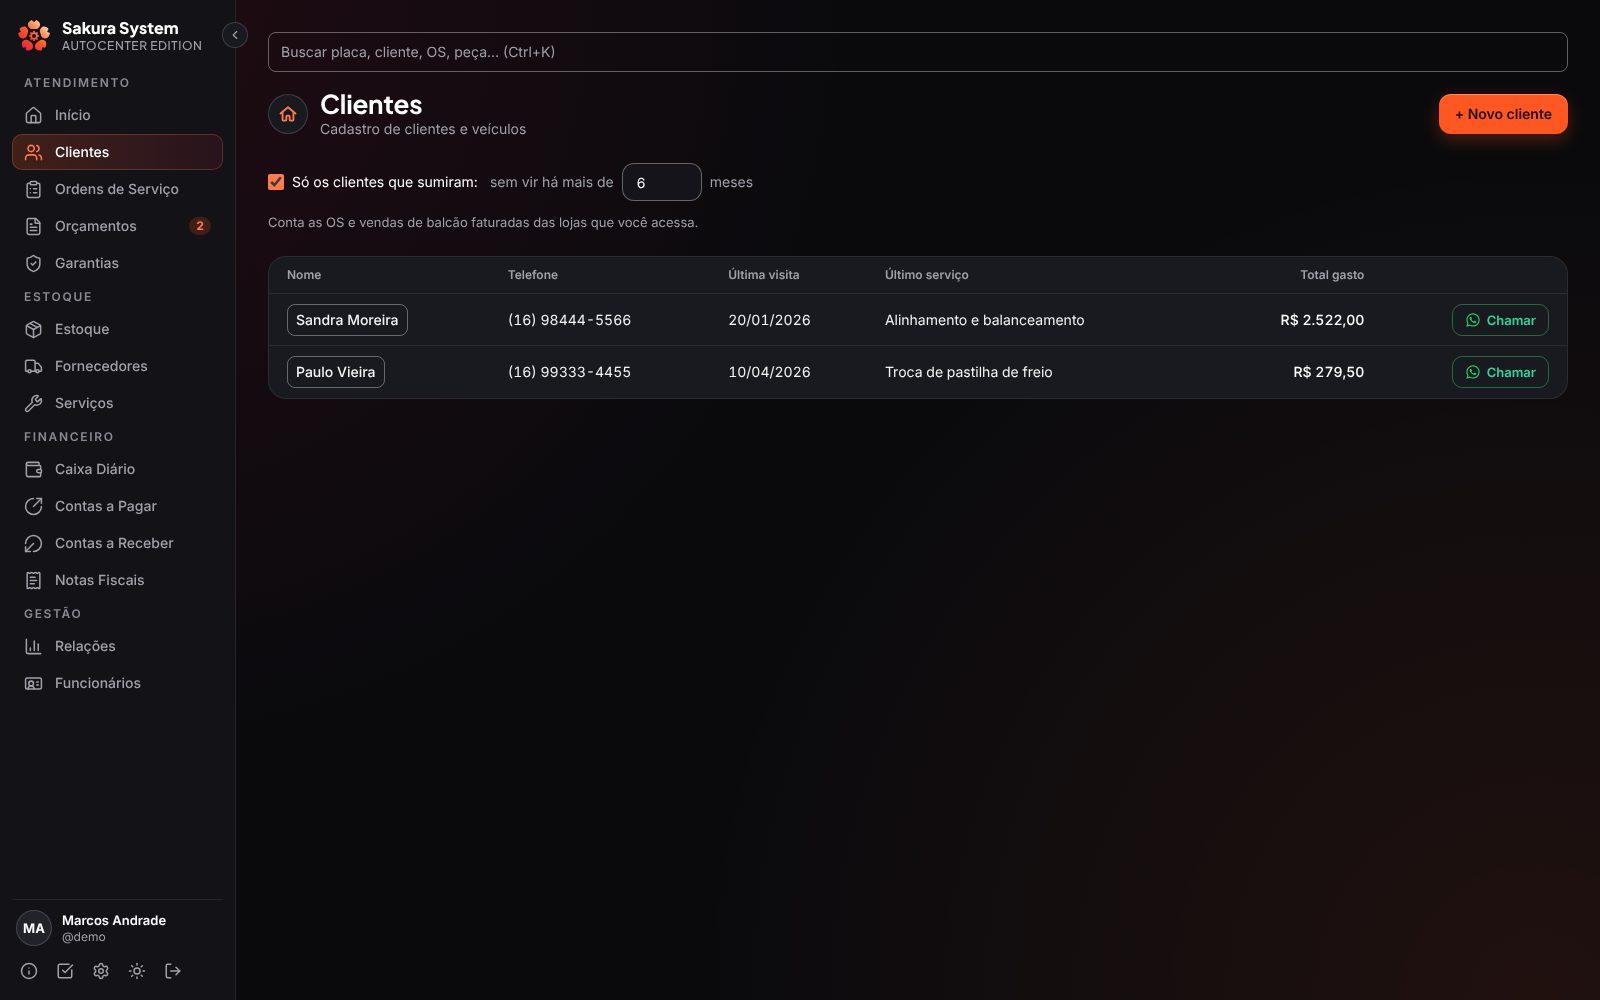 Sakura System
AUTOCENTER EDITION
ATENDIMENTO
Início
Clientes
Ordens de Serviço
Orçamentos 2
Garantias
ESTOQUE
Estoque
Fornecedores
Serviços
FINANCEIRO
Caixa Diário
Contas a Pagar
Contas a Receber
Notas Fiscais
GESTÃO
Relações
Funcionários
MA
Marcos Andrade
@demo
Buscar placa, cliente, OS, peça... (Ctrl+K)
Clientes
Cadastro de clientes e veículos
+ Novo cliente
Só os clientes que sumiram: sem vir há mais de 6 meses
Conta as OS e vendas de balcão faturadas das lojas que você acessa.
Nome Telefone Última visita Último serviço Total gasto
Sandra Moreira (16) 98444-5566 20/01/2026 Alinhamento e balanceamento R$ 2.522,00 Chamar
Paulo Vieira (16) 99333-4455 10/04/2026 Troca de pastilha de freio R$ 279,50 Chamar